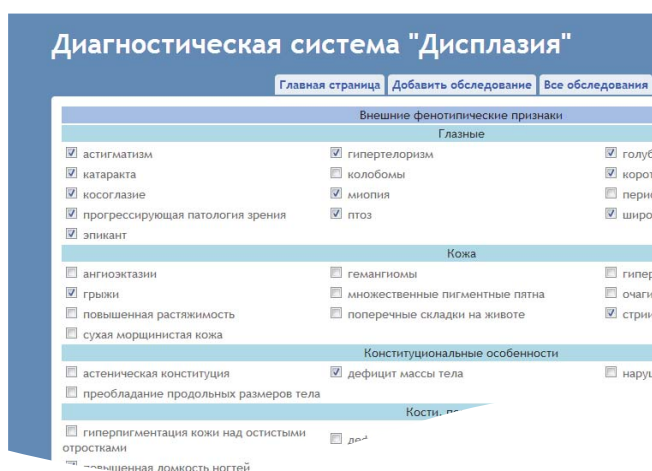 Диагностическая система "Дисплазия"
Главная страница Добавить обследование Все обследования
Внешние фенотипические признаки
Глазные
астигматизм гипертелоризм
катаракта колобомы
косоглазие миопия
прогрессирующая патология зрения птоз
эпикант
Кожа
ангиоэктазии гемангиомы
грыжи множественные пигментные пятна
повышенная растяжимость поперечные складки на животе
сухая морщинистая кожа
Конституциональные особенности
астеническая конституция дефицит массы тела
преобладание продольных размеров тела
Кости,
гиперпигментация кожи над остистыми
отростками
повышенная ломкость ногтей